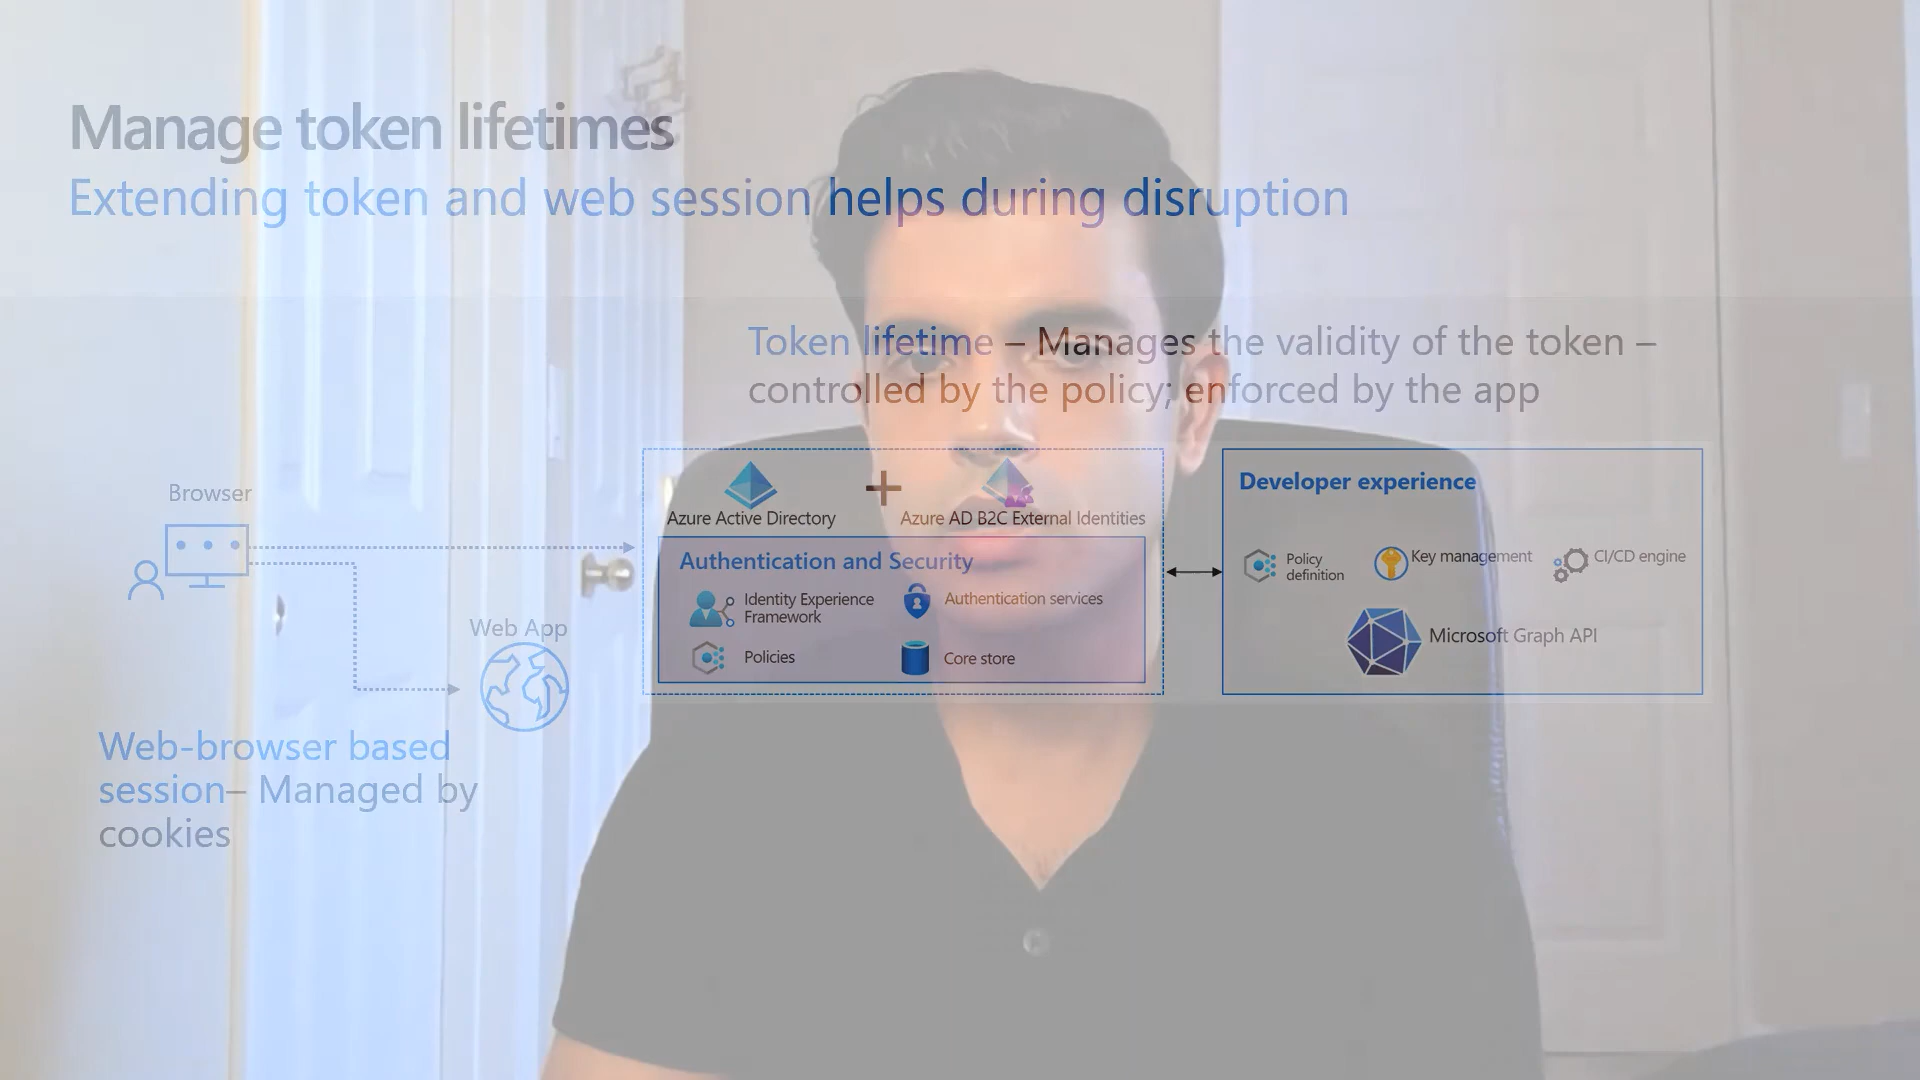 Manage token lifetimes
Extending token and web session helps during disruption
Token lifetime – Manages the validity of the token –
controlled by the policy; enforced by the app
Browser
Web App
Web-browser based
session– Managed by
cookies
Azure Active Directory
+
Azure AD B2C External Identities
Authentication and Security
Identity Experience
Framework
Authentication services
Policies
Core store
Developer experience
Policy
definition
Key management
CI/CD engine
Microsoft Graph API